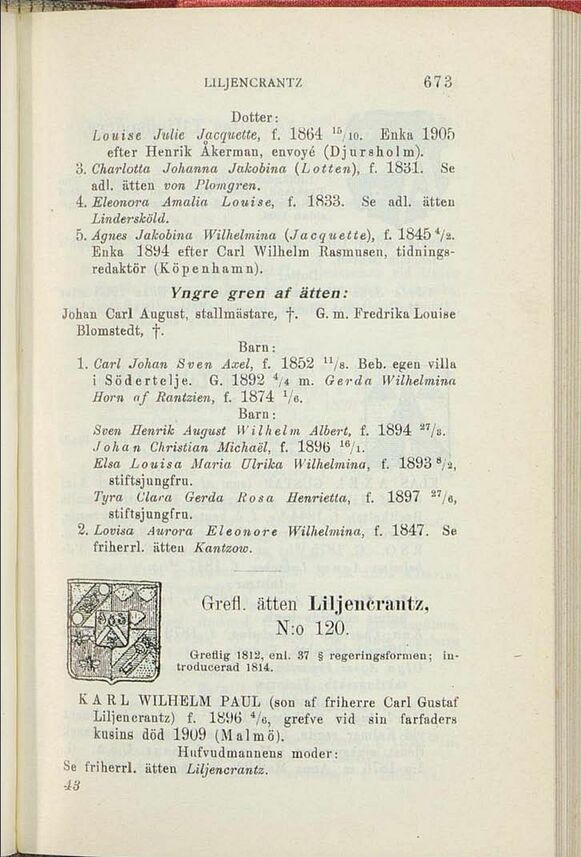 LILJENCRANTZ 673
Dotter:
Louise Julie Jacquette, f. 1864 15/10. Enka 1905
efter Henrik Åkerman, envoyé (Djursholm).
3. Charlotta Johanna Jakobina (Lotten), f. 1831. Se
adl. ätten von Plomgren.
4. Eleonora Amalia Louise, f. 1833. Se adl. ätten
Lindersköld.
5. Agnes Jakobina Wilhelmina (Jacquette), f. 1845 4/2.
Enka 1894 efter Carl Wilhelm Rasmusen, tidnings-
redaktör (Köpenhamn).
Yngre gren af ätten:
Johan Carl August, stallmästare, †. G. m. Fredrika Louise
Blomstedt, †.
Barn:
1. Carl Johan Sven Axel, f. 1852 11/8. Beb. egen villa
i Södertelje. G. 1892 4/4 m. Gerda Wilhelmina
Horn af Rantzien, f. 1874 1/6.
Barn:
Sven Henrik August Wilhelm Albert, f. 1894 27/3.
Johan Christian Michaël, f. 1896 16/1.
Elsa Louisa Maria Ulrika Wilhelmina, f. 1893 8/2,
stiftsjungfru.
Tyra Clara Gerda Rosa Henrietta, f. 1897 27/6,
stiftsjungfru.
2. Lovisa Aurora Eleonore Wilhelmina, f. 1847. Se
friherrl. ätten Kantzow.
Grefl. ätten Liljencrantz,
N:o 120.
Greflig 1812, enl. 37 § regeringsformen; in-
troducerad 1814.
KARL WILHELM PAUL (son af friherre Carl Gustaf
Liljencrantz) f. 1896 4/6, grefve vid sin farfaders
kusins död 1909 (Malmö).
Hufvudmannens moder:
Se friherrl. ätten Liljencrantz.
43